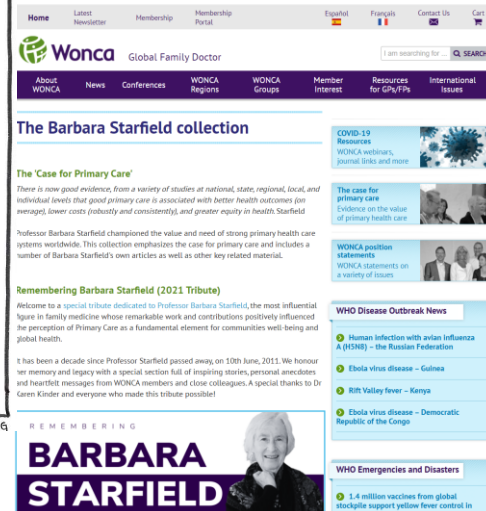 Home
Latest
Newsletter
Membership
Membership
Portal
Español
Français
Contact Us
Cart
Wonca Global Family Doctor
I am searching for ...
SEARCH
About
WONCA
News
Conferences
WONCA
Regions
WONCA
Groups
Member
Interest
Resources
for GPs/FPs
International
Issues
The Barbara Starfield collection
The 'Case for Primary Care'
There is now good evidence, from a variety of studies at national, state, regional, local, and
individual levels that good primary care is associated with better health outcomes (on
average), lower costs (robustly and consistently), and greater equity in health. Starfield
Professor Barbara Starfield championed the value and need of strong primary health care
systems worldwide. This collection emphasizes the case for primary care and includes a
number of Barbara Starfield's own articles as well as other key related material.
Remembering Barbara Starfield (2021 Tribute)
Welcome to a special tribute dedicated to Professor Barbara Starfield, the most influential
figure in family medicine whose remarkable work and contributions positively influenced
the perception of Primary Care as a fundamental element for communities well-being and
global health.
It has been a decade since Professor Starfield passed away, on 10th June, 2011. We honour
her memory and legacy with a special section full of inspiring stories, personal anecdotes
and heartfelt messages from WONCA members and close colleagues. A special thanks to Dr
Karen Kinder and everyone who made this tribute possible!
REMEMBERING
BARBARA
STARFIELD
COVID-19
Resources
WONCA webinars,
journal links and more
The case for
primary care
Evidence on the value
of primary health care
WONCA position
statements
WONCA statements on
a variety of issues
WHO Disease Outbreak News
Human infection with avian influenza
A (H5N8) – the Russian Federation
Ebola virus disease – Guinea
Rift Valley fever – Kenya
Ebola virus disease – Democratic
Republic of the Congo
WHO Emergencies and Disasters
1.4 million vaccines from global
stockpile support yellow fever control in